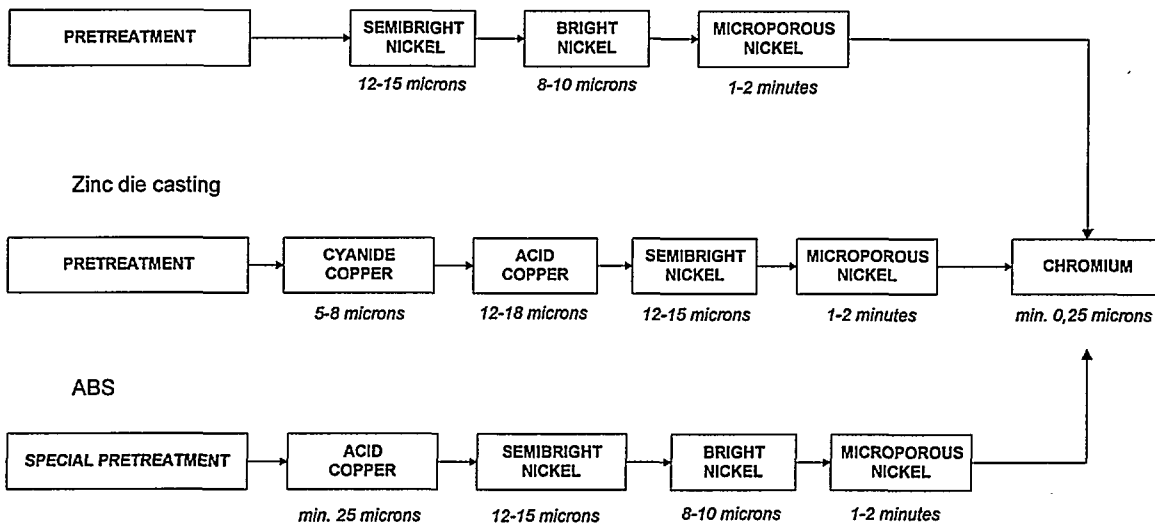 PRETREATMENT
SEMIBRIGHT
NICKEL
12-15 microns
BRIGHT
NICKEL
8-10 microns
MICROPOROUS
NICKEL
1-2 minutes
Zinc die casting
PRETREATMENT
CYANIDE
COPPER
5-8 microns
ACID
COPPER
12-18 microns
SEMIBRIGHT
NICKEL
12-15 microns
MICROPOROUS
NICKEL
1-2 minutes
CHROMIUM
min. 0,25 microns
ABS
SPECIAL PRETREATMENT
ACID
COPPER
min. 25 microns
SEMIBRIGHT
NICKEL
12-15 microns
BRIGHT
NICKEL
8-10 microns
MICROPOROUS
NICKEL
1-2 minutes